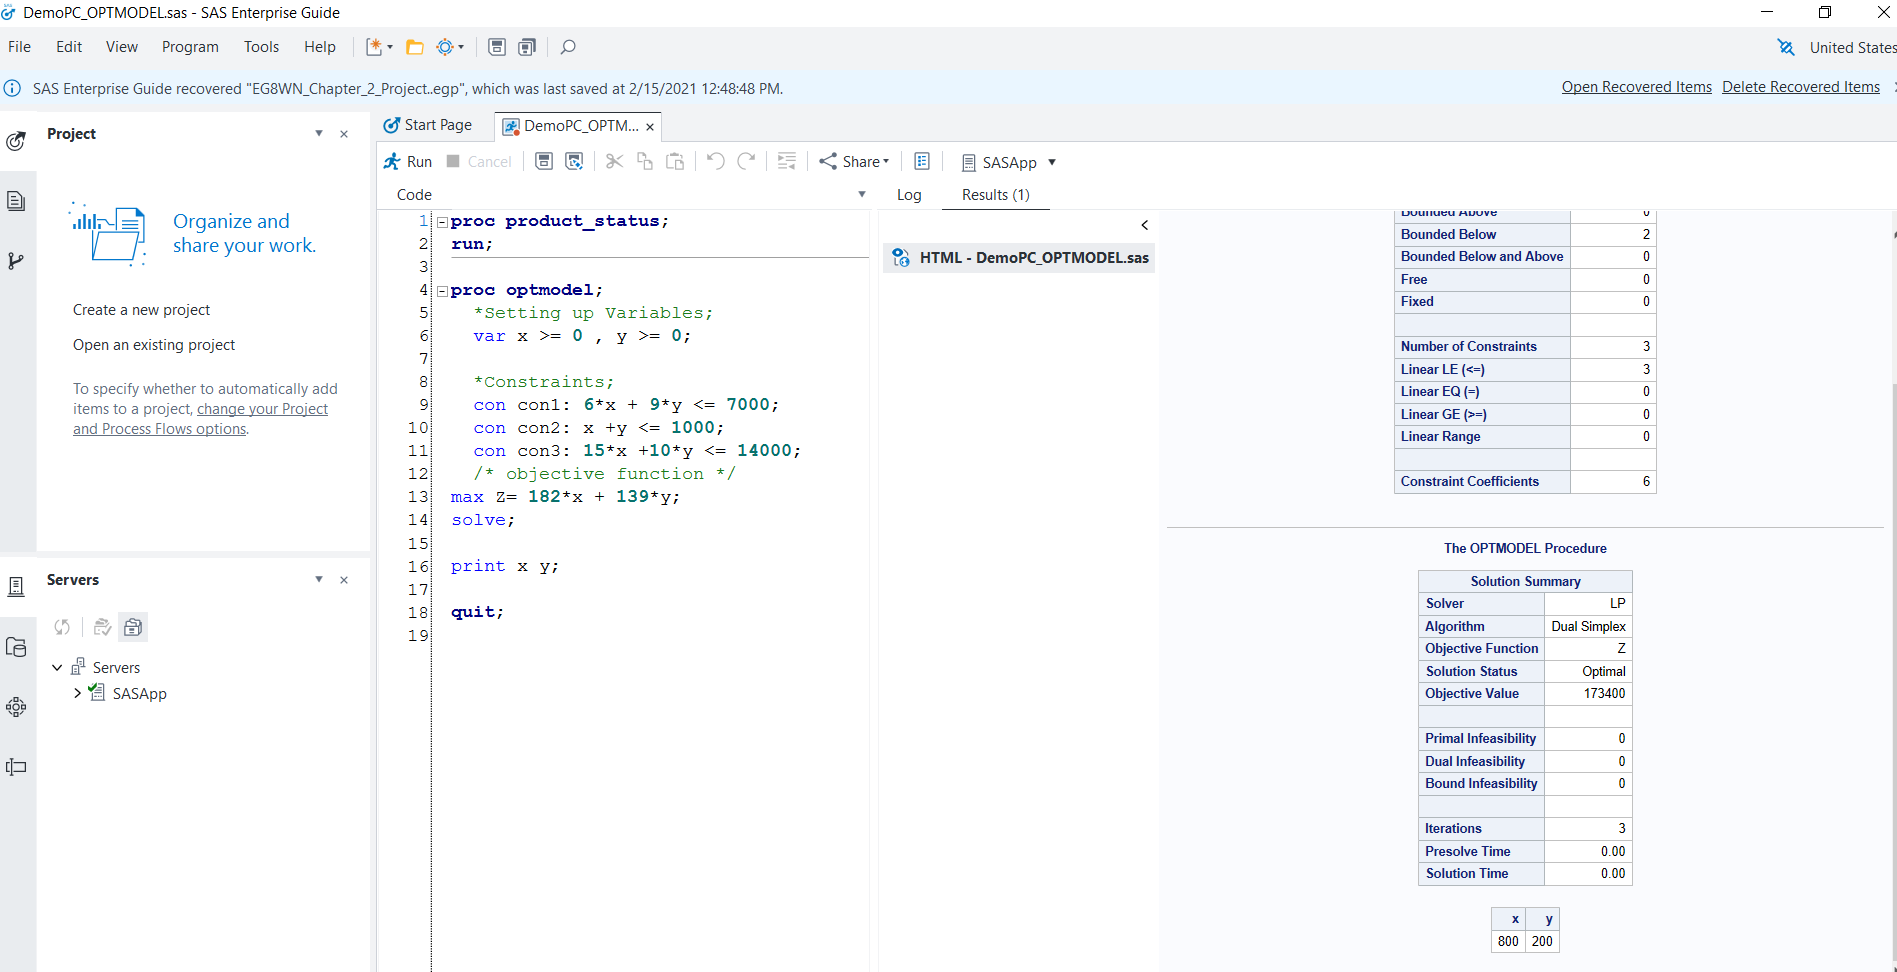 DemoPC_OPTMODEL.sas - SAS Enterprise Guide
File Edit View Program Tools Help
United States
SAS Enterprise Guide recovered "EG8WN_Chapter_2_Project..egp", which was last saved at 2/15/2021 12:48:48 PM.
Open Recovered Items Delete Recovered Items
Project
Organize and
share your work.
Create a new project
Open an existing project
To specify whether to automatically add
items to a project, change your Project
and Process Flows options.
Servers
Servers
SASApp
Start Page
DemoPC_OPTM...
Run Cancel Share SASApp
Code
1 proc product_status;
2 run;
3
4 proc optmodel;
5 *Setting up Variables;
6 var x >= 0 , y >= 0;
7
8 *Constraints;
9 con con1: 6*x + 9*y <= 7000;
10 con con2: x +y <= 1000;
11 con con3: 15*x +10*y <= 14000;
12 /* objective function */
13 max Z= 182*x + 139*y;
14 solve;
15
16 print x y;
17
18 quit;
19
Log Results (1)
HTML - DemoPC_OPTMODEL.sas
Bounded Above 0
Bounded Below 2
Bounded Below and Above 0
Free 0
Fixed 0
Number of Constraints 3
Linear LE (<=) 3
Linear EQ (=) 0
Linear GE (>=) 0
Linear Range 0
Constraint Coefficients 6
The OPTMODEL Procedure
Solution Summary
Solver LP
Algorithm Dual Simplex
Objective Function Z
Solution Status Optimal
Objective Value 173400
Primal Infeasibility 0
Dual Infeasibility 0
Bound Infeasibility 0
Iterations 3
Presolve Time 0.00
Solution Time 0.00
x y
800 200